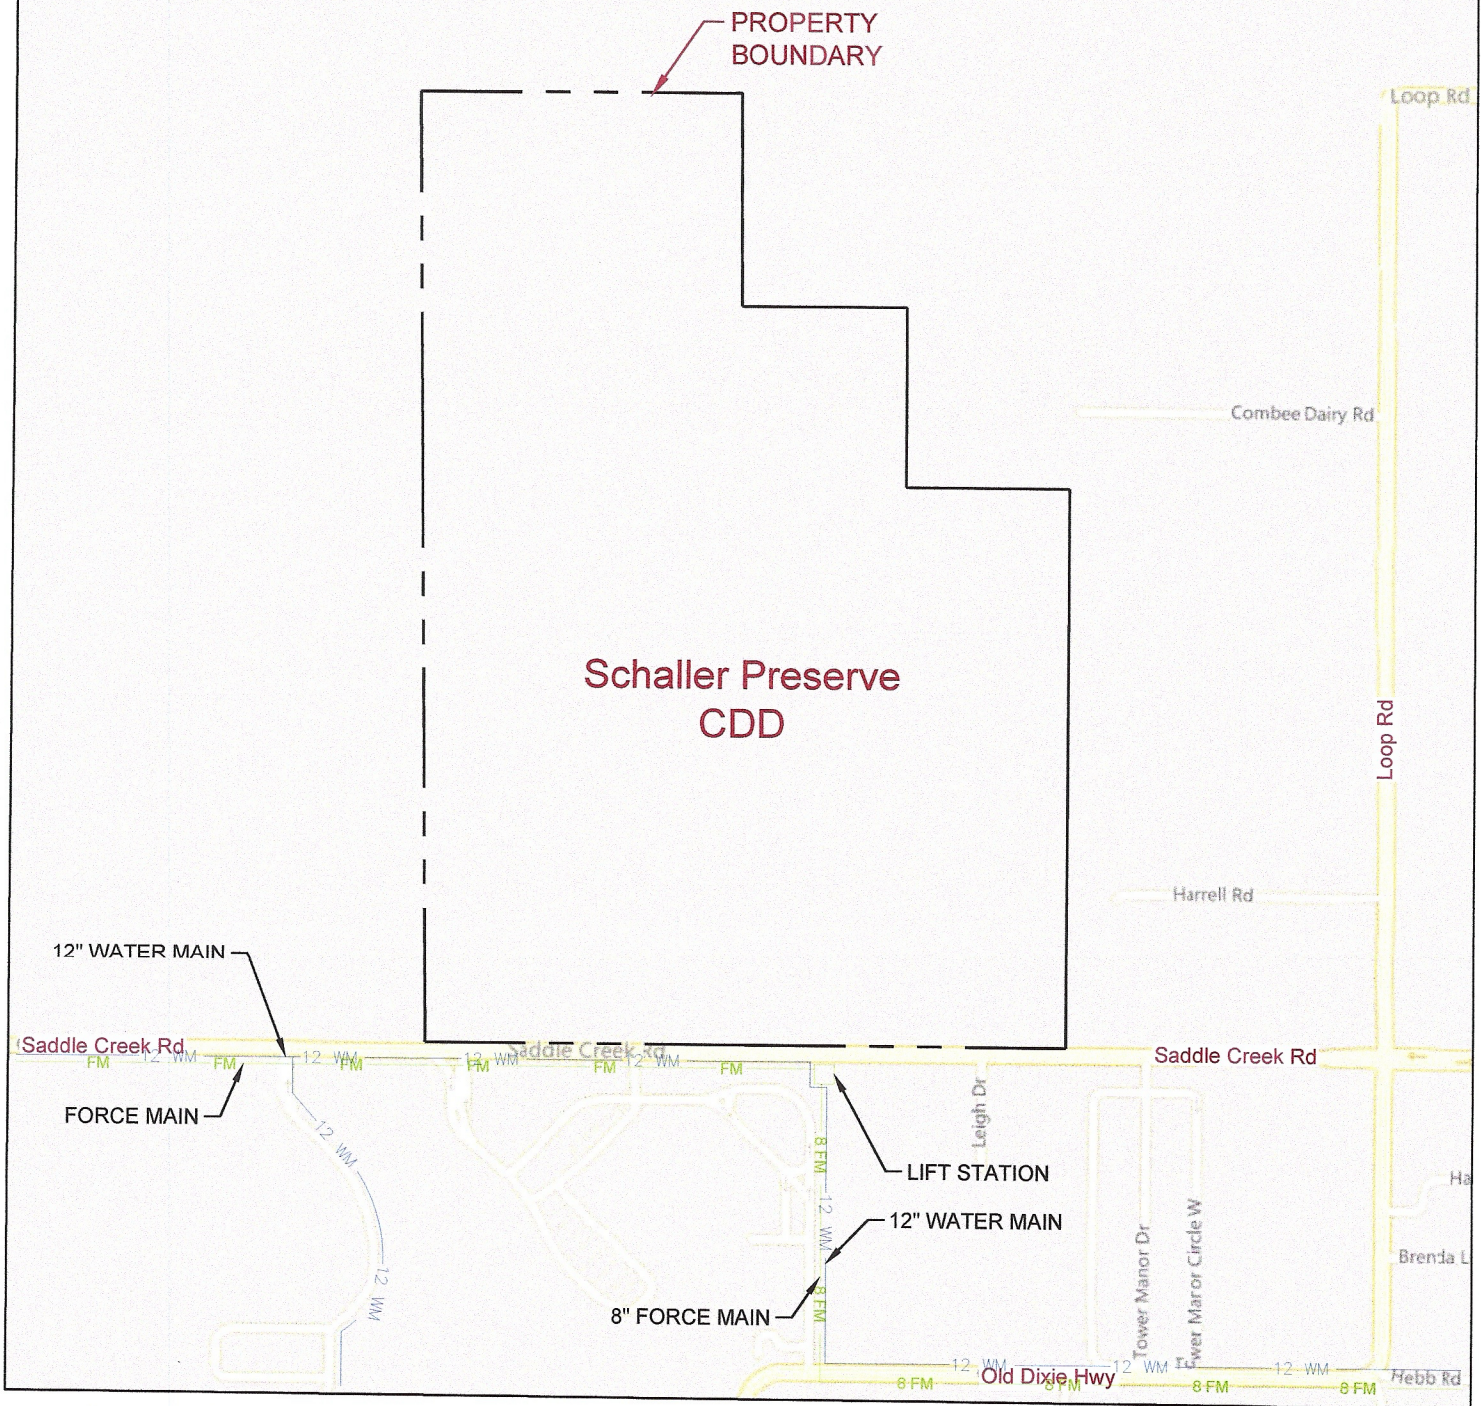 PROPERTY
BOUNDARY
Loop Rd
Combee Dairy Rd
Schaller Preserve
CDD
Loop Rd
Harrell Rd
12" WATER MAIN
Saddle Creek Rd
12 WM
12 WM
12 WM
Saddle Creek Rd
12 WM
Saddle Creek Rd
FM
FM
FM
FM
FM
FM
FORCE MAIN
Leigh Dr
12 WM
8 FM
LIFT STATION
Ha
12 WM
12" WATER MAIN
Tower Manor Dr
Brenda L
12 WM
8 FM
8" FORCE MAIN
12 WM
12 WM
12 WM
Old Dixie Hwy
Hebb Rd
8 FM
8 FM
8 FM
8 FM